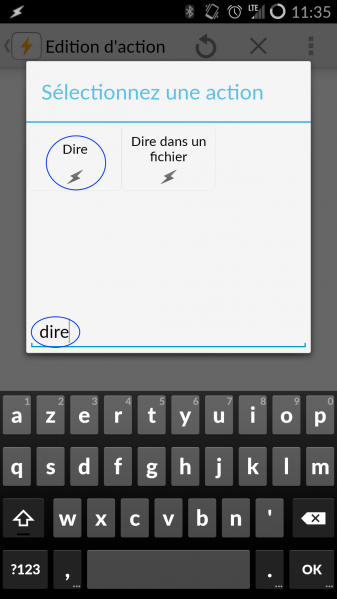 LTE 11:35
Edition d'action
Sélectionnez une action
Dire
Dire dans un
fichier
dire
1 2 3 4 5 6 7 8 9 0
a z e r t y u i o p
q s d f g h j k l m
w x c v b n '
?123 , ... . ... OK